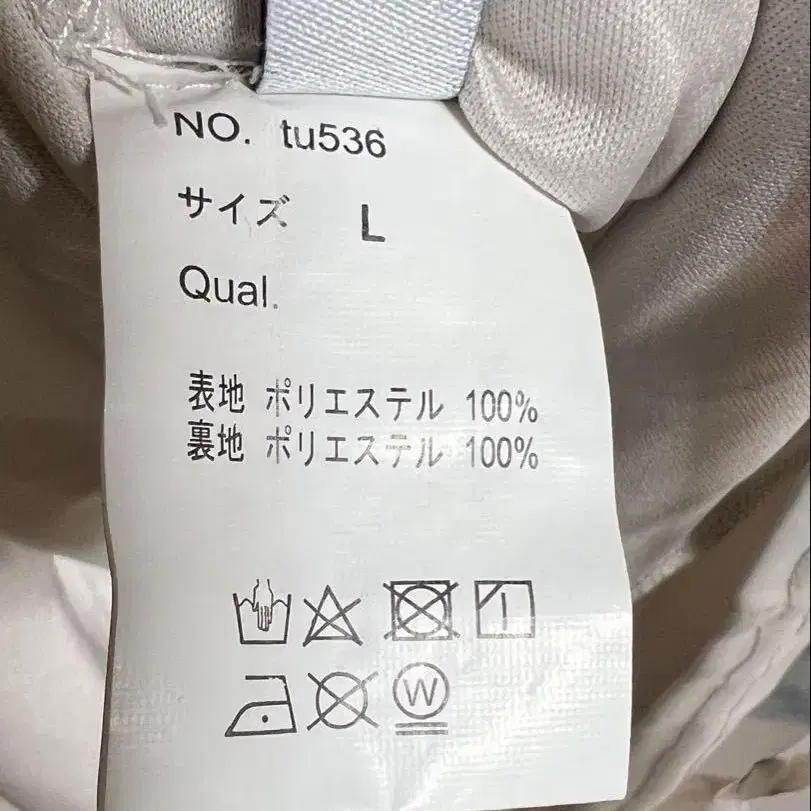 NO. tu536
サイズ L
Qual.
表地 ポリエステル 100%
裏地 ポリエステル 100%
W